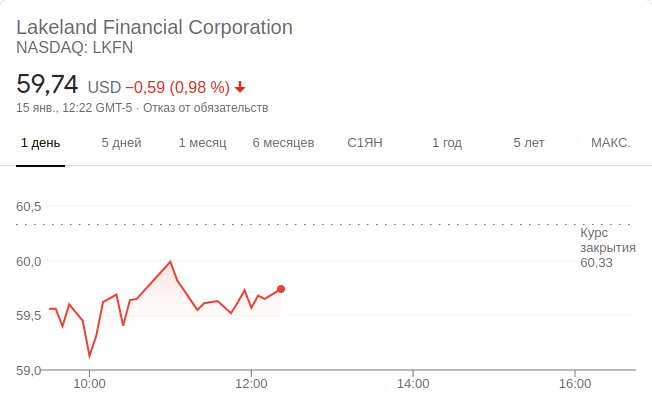 Lakeland Financial Corporation
NASDAQ: LKFN
59,74 USD −0,59 (0,98 %)
15 янв., 12:22 GMT-5 · Отказ от обязательств
1 день 5 дней 1 месяц 6 месяцев С1ЯН 1 год 5 лет МАКС.
60,5
Курс
закрытия
60,33
60,0
59,5
59,0
10:00 12:00 14:00 16:00